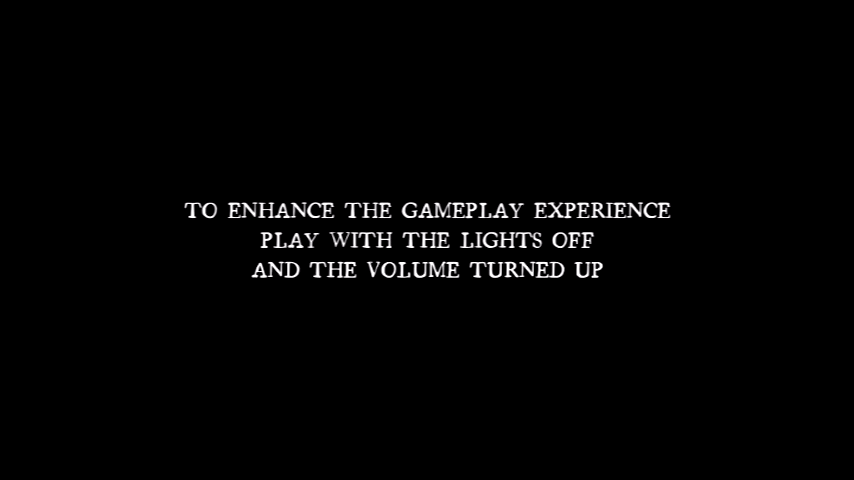 TO ENHANCE THE GAMEPLAY EXPERIENCE
PLAY WITH THE LIGHTS OFF
AND THE VOLUME TURNED UP